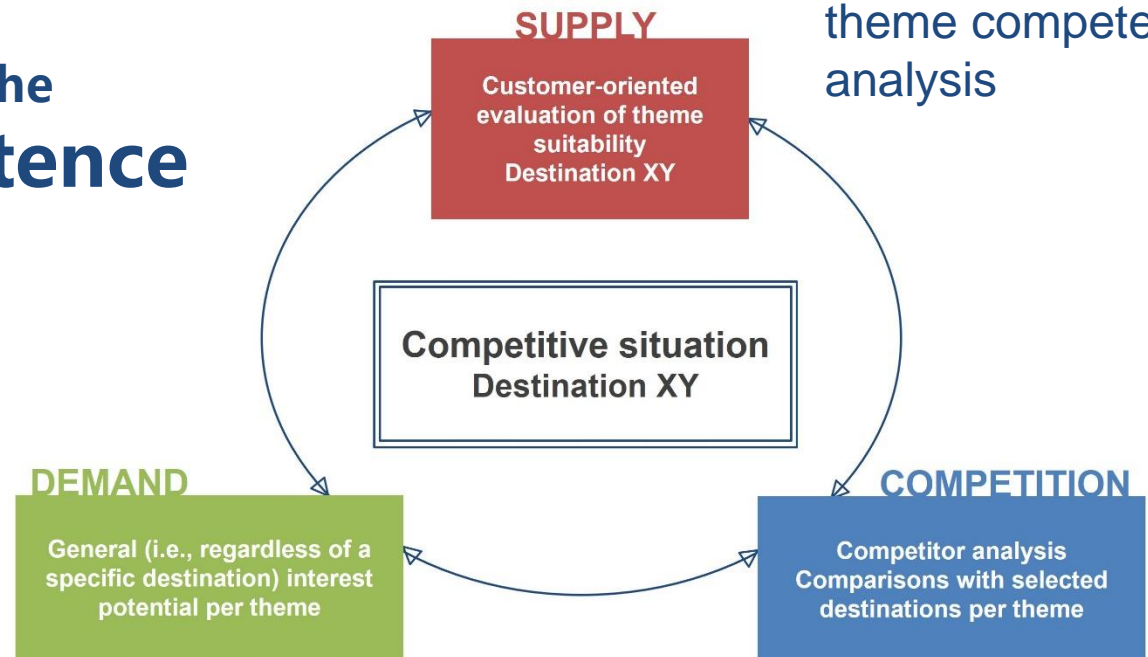 SUPPLY
theme compete
analysis
he
tence
Customer-oriented
evaluation of theme
suitability
Destination XY
Competitive situation
Destination XY
DEMAND
General (i.e., regardless of a
specific destination) interest
potential per theme
COMPETITION
Competitor analysis
Comparisons with selected
destinations per theme